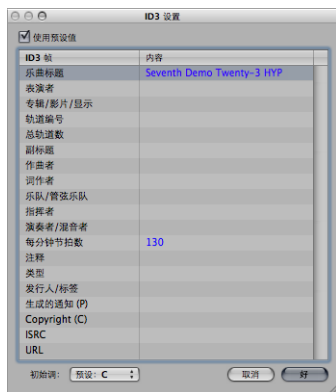 ID3 设置
使用预设值
ID3 帧 内容
乐曲标题 Seventh Demo Twenty-3 HYP
表演者
专辑/影片/显示
轨道编号
总轨道数
副标题
作曲者
词作者
乐队/管弦乐队
指挥者
演奏者/混音者
每分钟节拍数 130
注释
类型
发行人/标签
生成的通知 (P)
Copyright (C)
ISRC
URL
初始调: 预设: C 取消 好